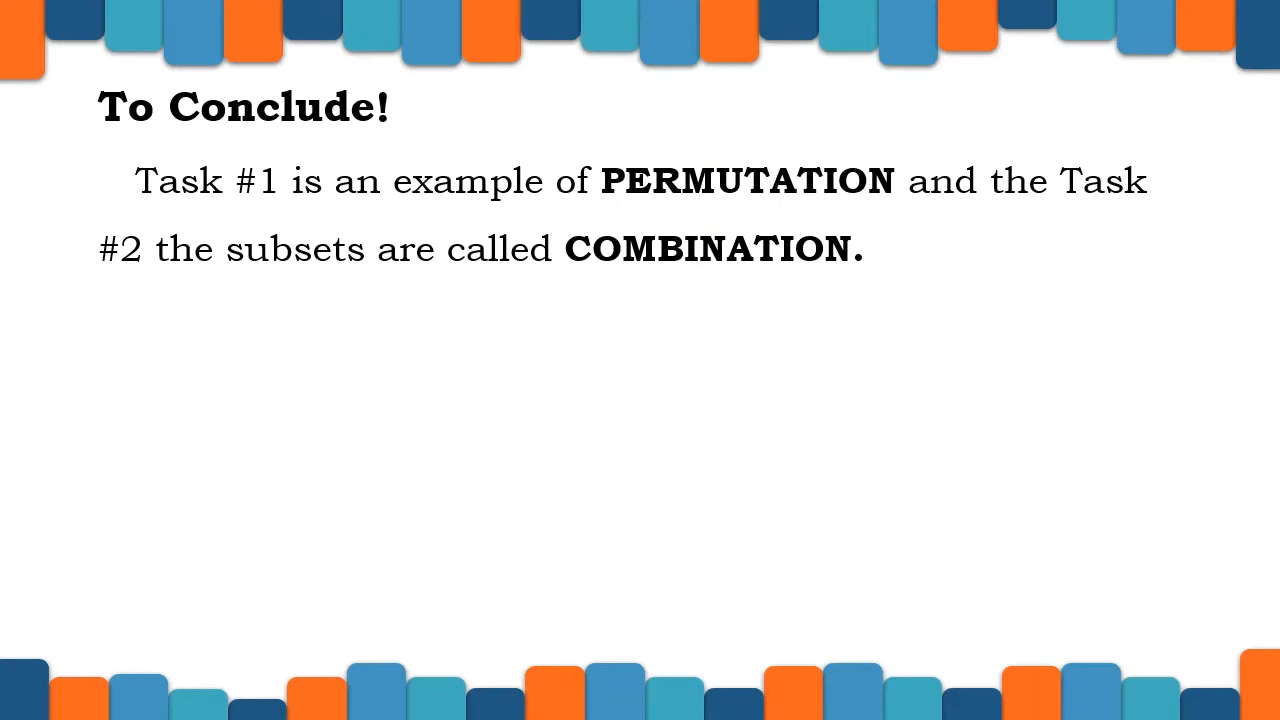 To Conclude!
Task #1 is an example of PERMUTATION and the Task
#2 the subsets are called COMBINATION.